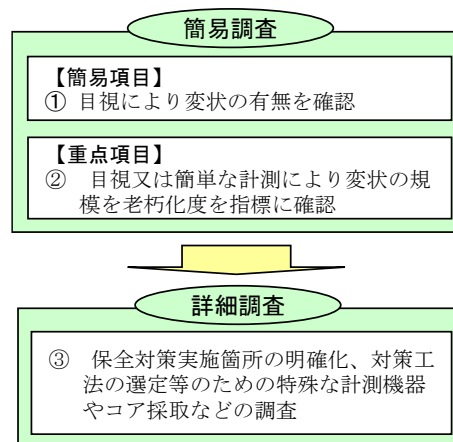 簡易調査
【簡易項目】
① 目視により変状の有無を確認
【重点項目】
② 目視又は簡単な計測により変状の規
模を老朽化度を指標に確認
詳細調査
③ 保全対策実施箇所の明確化、対策工
法の選定等のための特殊な計測機器
やコア採取などの調査